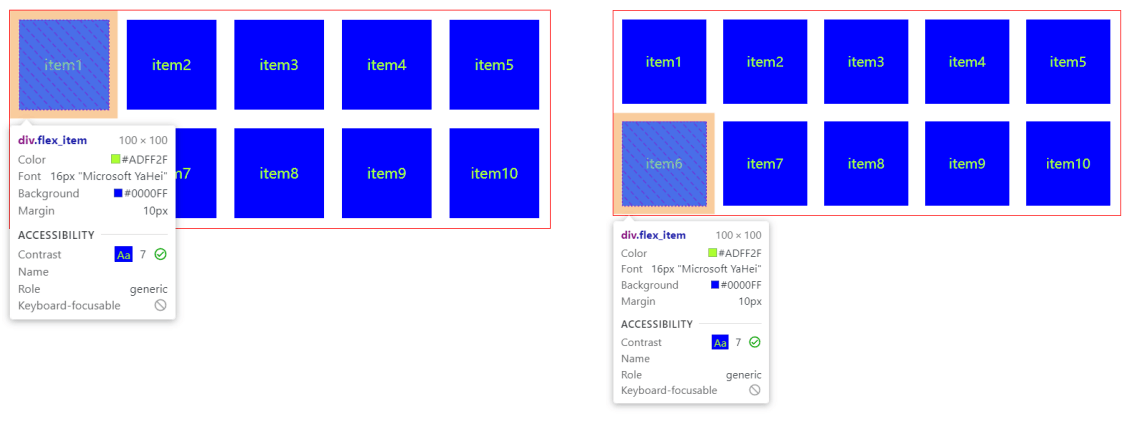 item1 item2 item3 item4 item5
div.flex_item 100 × 100
Color #ADFF2F
Font 16px "Microsoft YaHei"
m7 item8 item9 item10
Background #0000FF
Margin 10px
ACCESSIBILITY
Contrast Aa 7
Name
Role generic
Keyboard-focusable
item1 item2 item3 item4 item5
item6 item7 item8 item9 item10
div.flex_item 100 × 100
Color #ADFF2F
Font 16px "Microsoft YaHei"
Background #0000FF
Margin 10px
ACCESSIBILITY
Contrast Aa 7
Name
Role generic
Keyboard-focusable